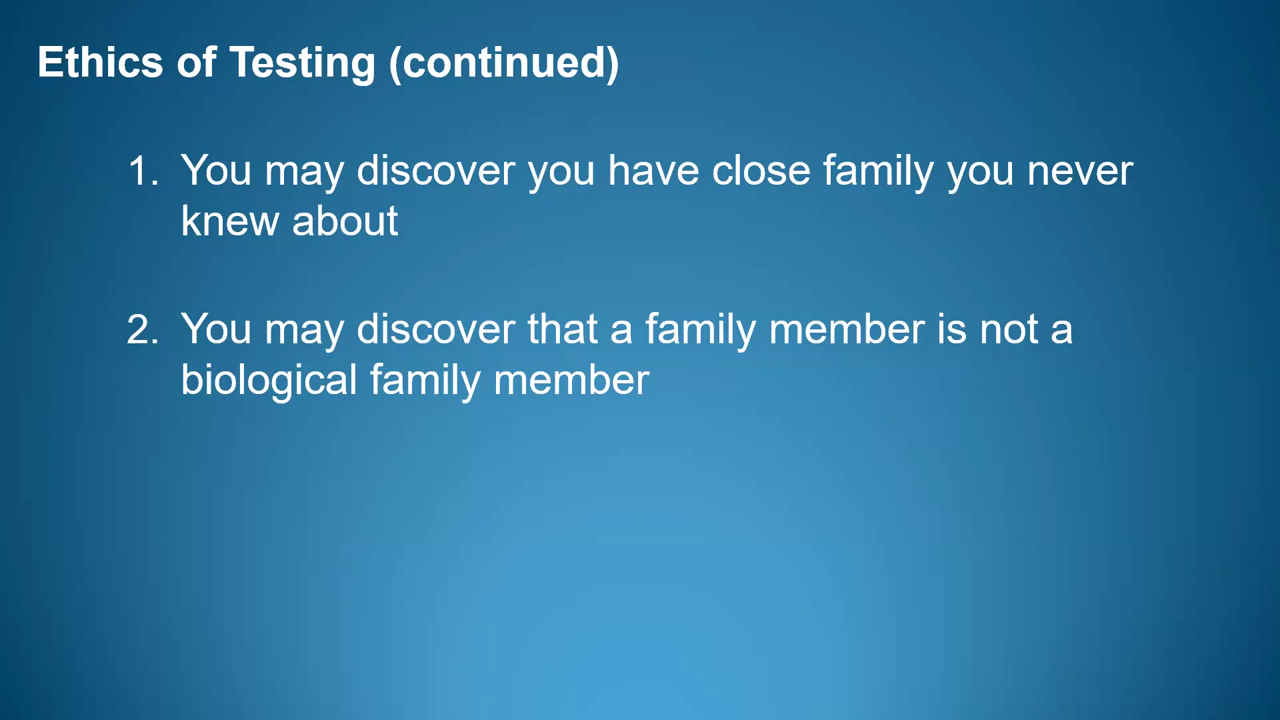 Ethics of Testing (continued)
1. You may discover you have close family you never
knew about
2. You may discover that a family member is not a
biological family member